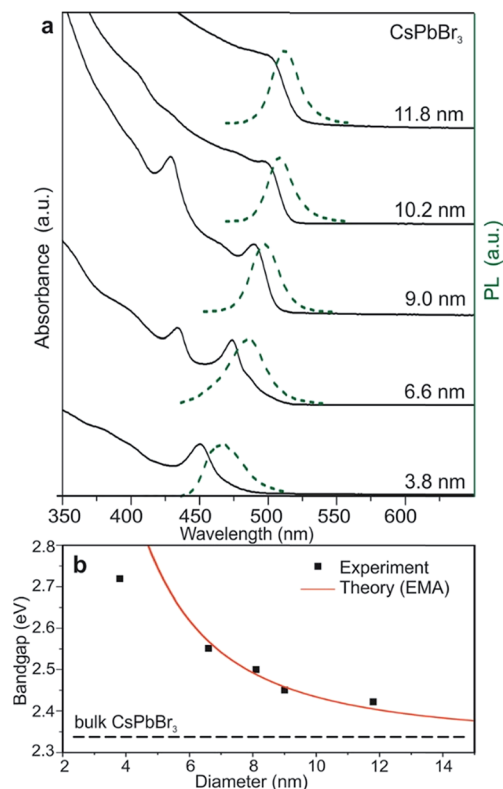 a
CsPbBr3
11.8 nm
10.2 nm
9.0 nm
6.6 nm
3.8 nm
Absorbance (a.u.)
PL (a.u.)
350 400 450 500 550 600
Wavelength (nm)
b
Experiment
Theory (EMA)
2.8
2.7
2.6
2.5
2.4
2.3
Bandgap (eV)
bulk CsPbBr3
2 4 6 8 10 12 14
Diameter (nm)